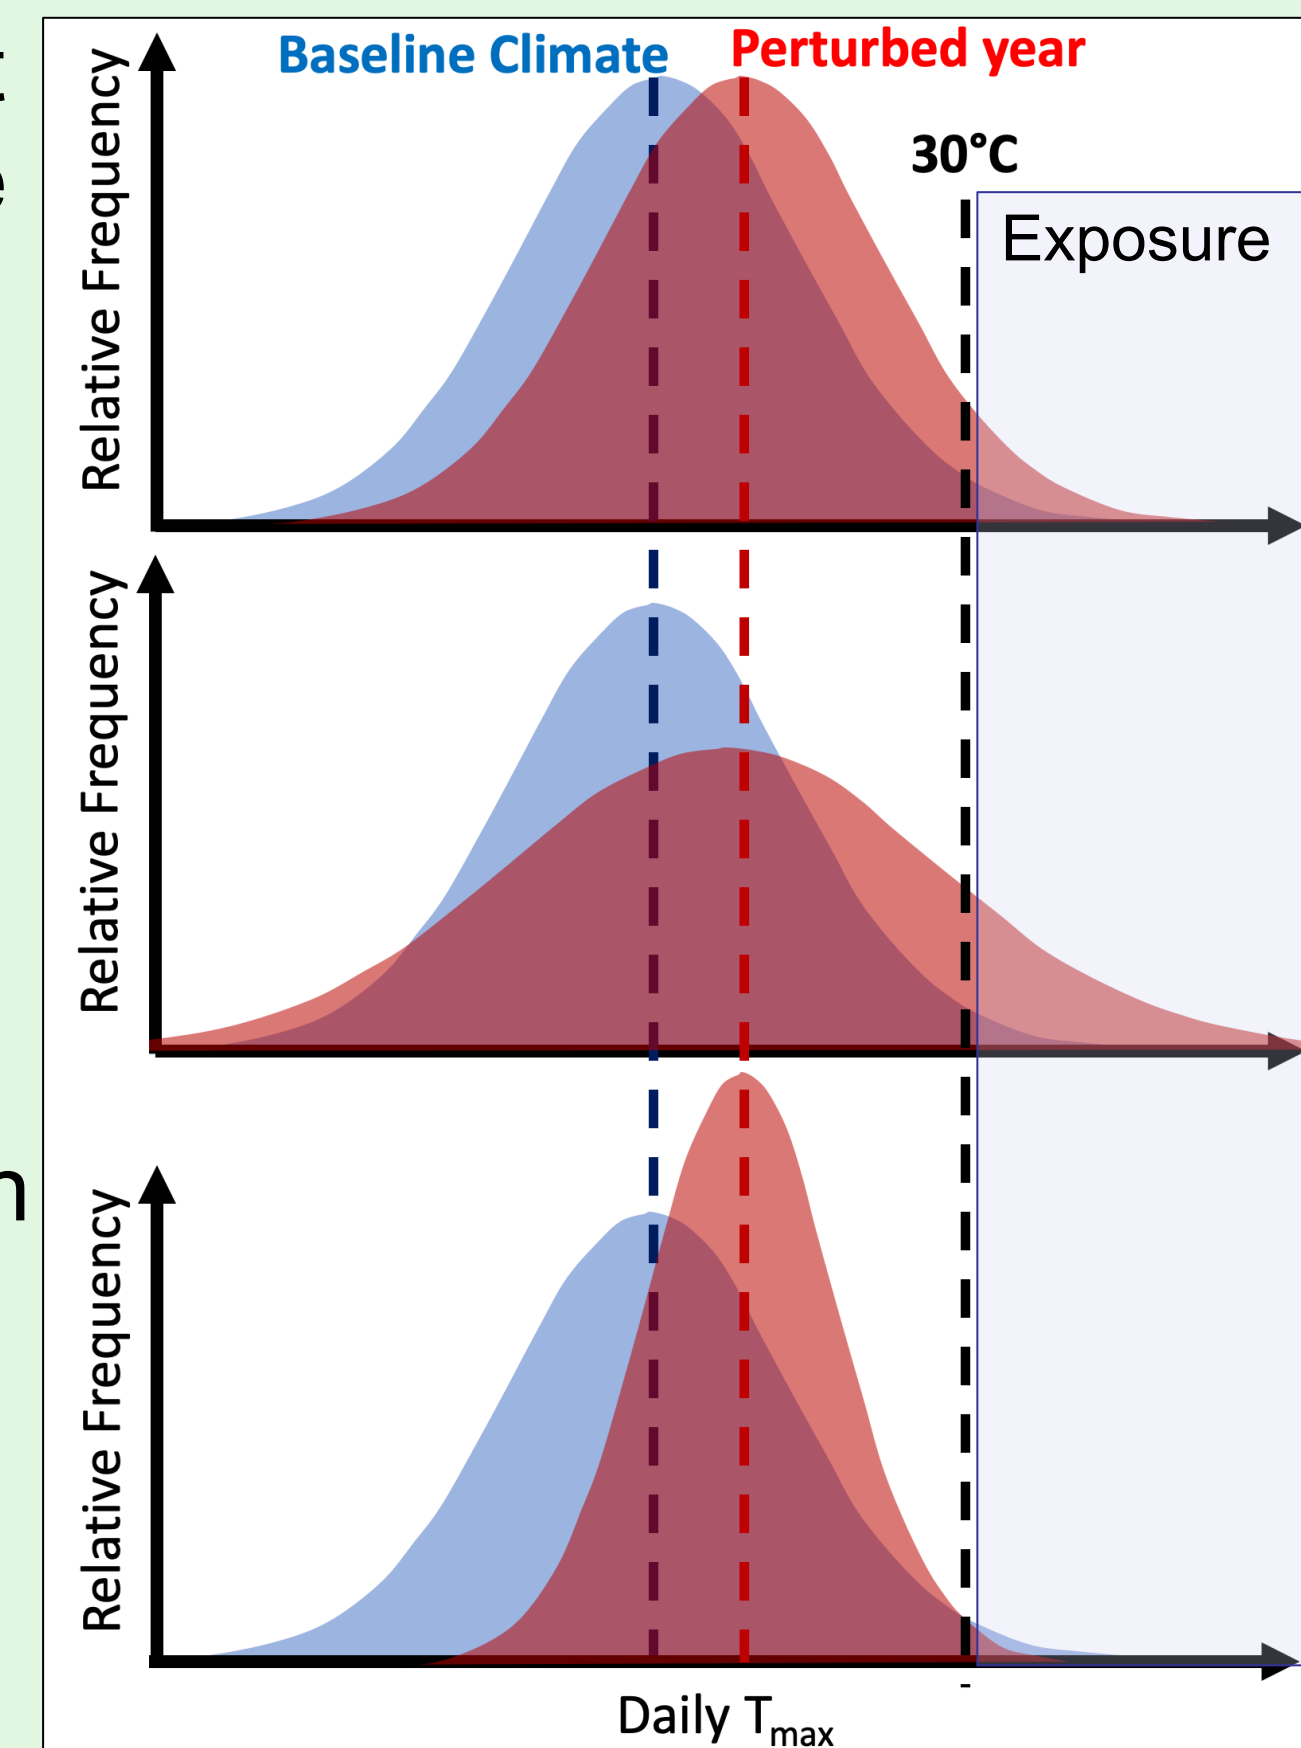 Baseline Climate
Perturbed year
30°C
Exposure
Relative Frequency
Relative Frequency
Relative Frequency
Daily Tmax